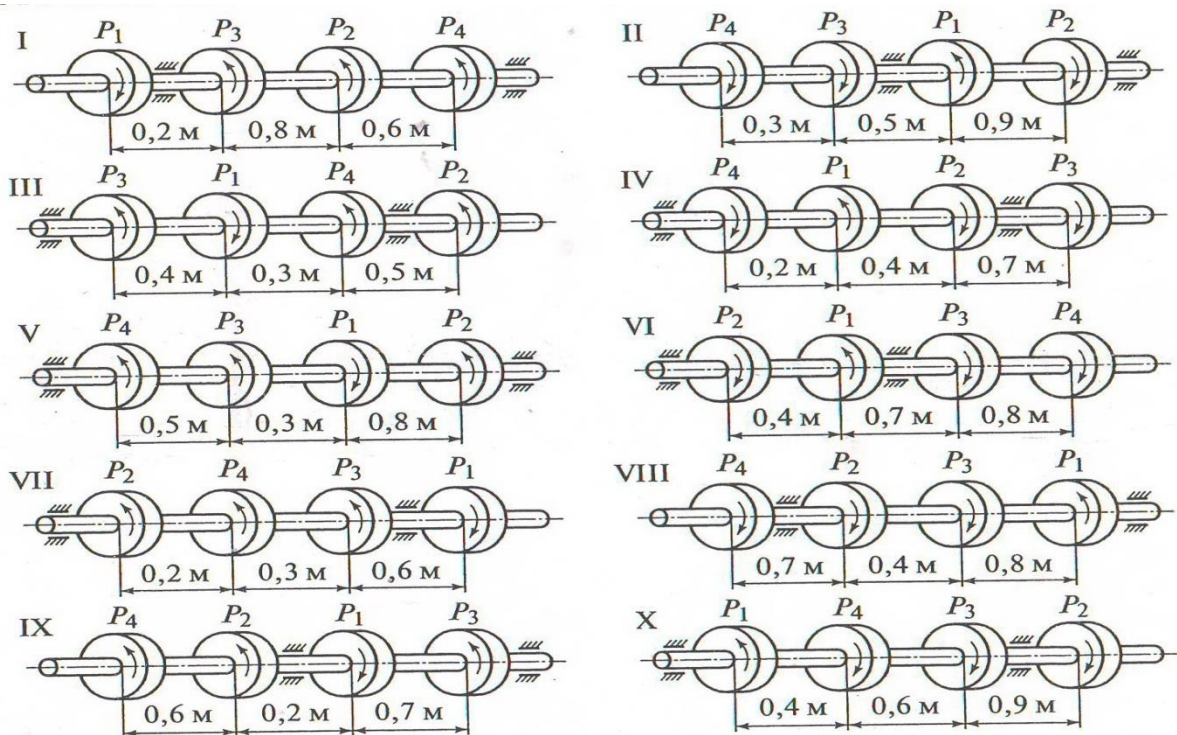 I P1 P3 P2 P4
0,2 м 0,8 м 0,6 м
II P4 P3 P1 P2
0,3 м 0,5 м 0,9 м
III P3 P1 P4 P2
0,4 м 0,3 м 0,5 м
IV P4 P1 P2 P3
0,2 м 0,4 м 0,7 м
V P4 P3 P1 P2
0,5 м 0,3 м 0,8 м
VI P2 P1 P3 P4
0,4 м 0,7 м 0,8 м
VII P2 P4 P3 P1
0,2 м 0,3 м 0,6 м
VIII P4 P2 P3 P1
0,7 м 0,4 м 0,8 м
IX P4 P2 P1 P3
0,6 м 0,2 м 0,7 м
X P1 P4 P3 P2
0,4 м 0,6 м 0,9 м